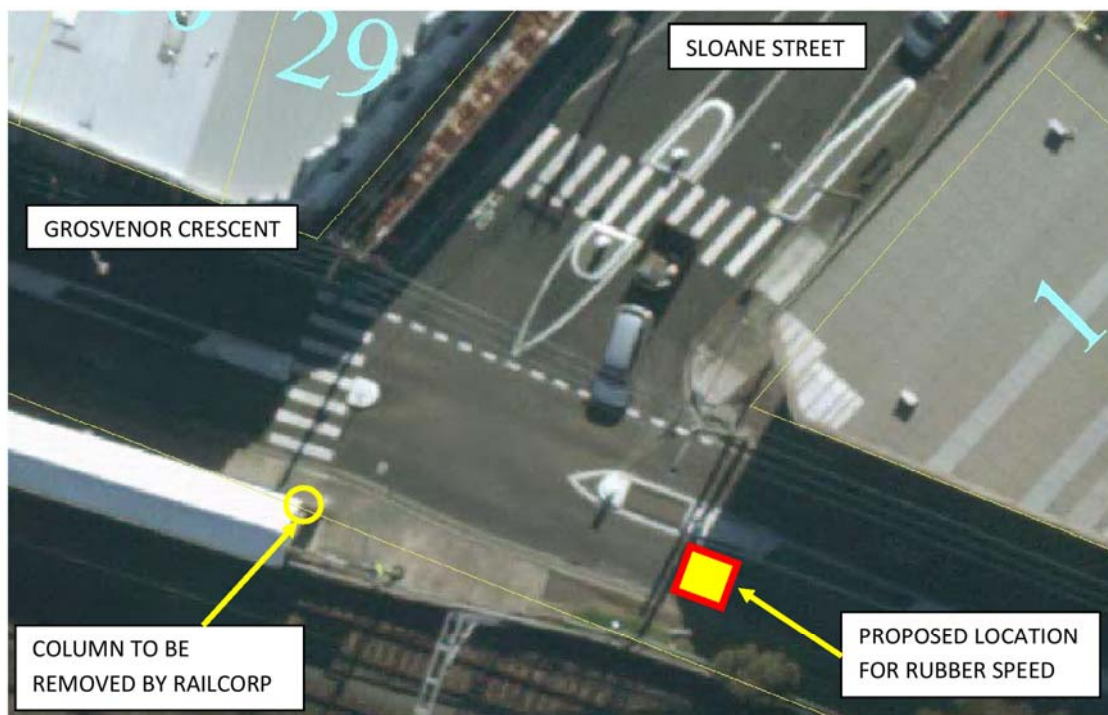 29
SLOANE STREET
GROSVENOR CRESCENT
1
COLUMN TO BE
REMOVED BY RAILCORP
PROPOSED LOCATION
FOR RUBBER SPEED